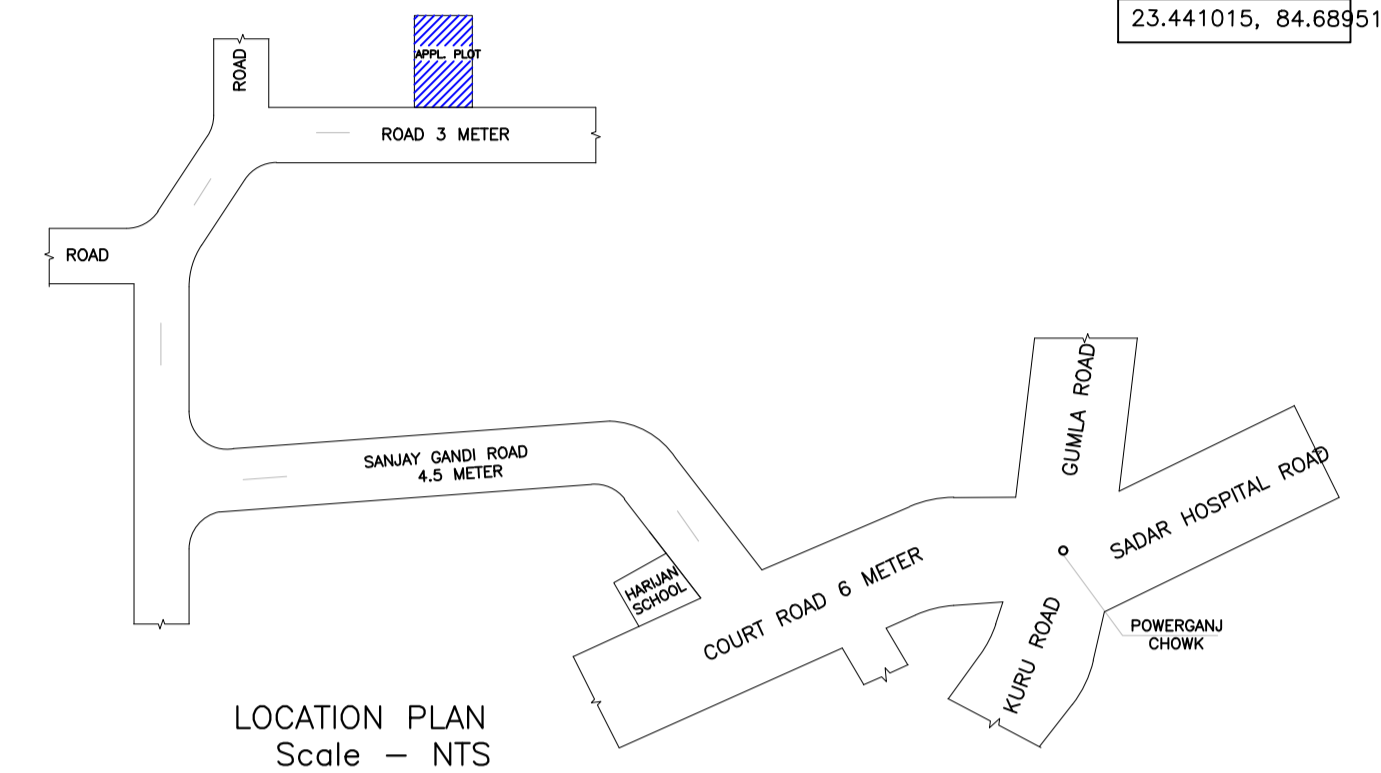 23.441015, 84.68951
APPL. PLOT
ROAD
ROAD 3 METER
ROAD
GUMLA ROAD
SANJAY GANDI ROAD
4.5 METER
SADAR HOSPITAL ROAD
HARIJAN
SCHOOL
COURT ROAD 6 METER
KURU ROAD
POWERGANJ
CHOWK
LOCATION PLAN
Scale – NTS